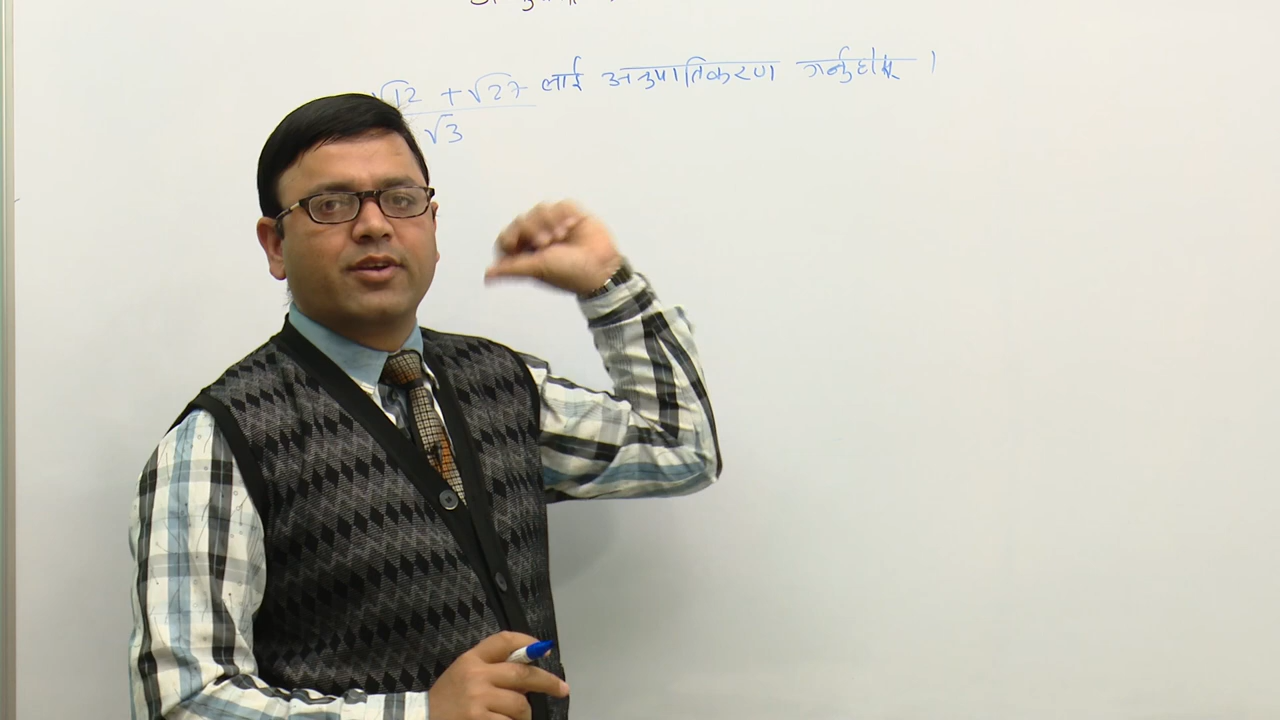 √12 + √27 लाई अनुपातिकरण गर्नुहोस् ।
√3